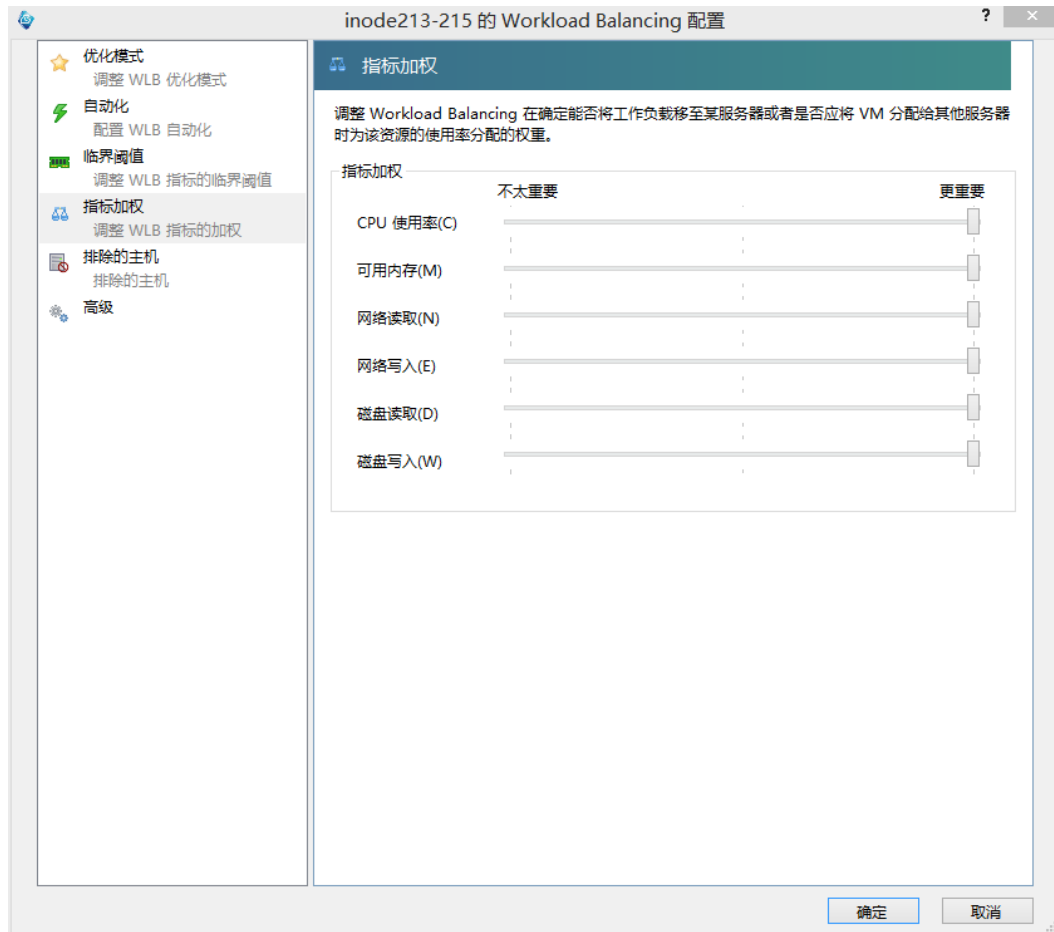 inode213-215 的 Workload Balancing 配置
?
优化模式
调整 WLB 优化模式
自动化
配置 WLB 自动化
临界阈值
调整 WLB 指标的临界阈值
指标加权
调整 WLB 指标的加权
排除的主机
排除的主机
高级
指标加权
调整 Workload Balancing 在确定能否将工作负载移至某服务器或者是否应将 VM 分配给其他服务器
时为该资源的使用率分配的权重。
指标加权
不太重要 更重要
CPU 使用率(C)
可用内存(M)
网络读取(N)
网络写入(E)
磁盘读取(D)
磁盘写入(W)
确定 取消